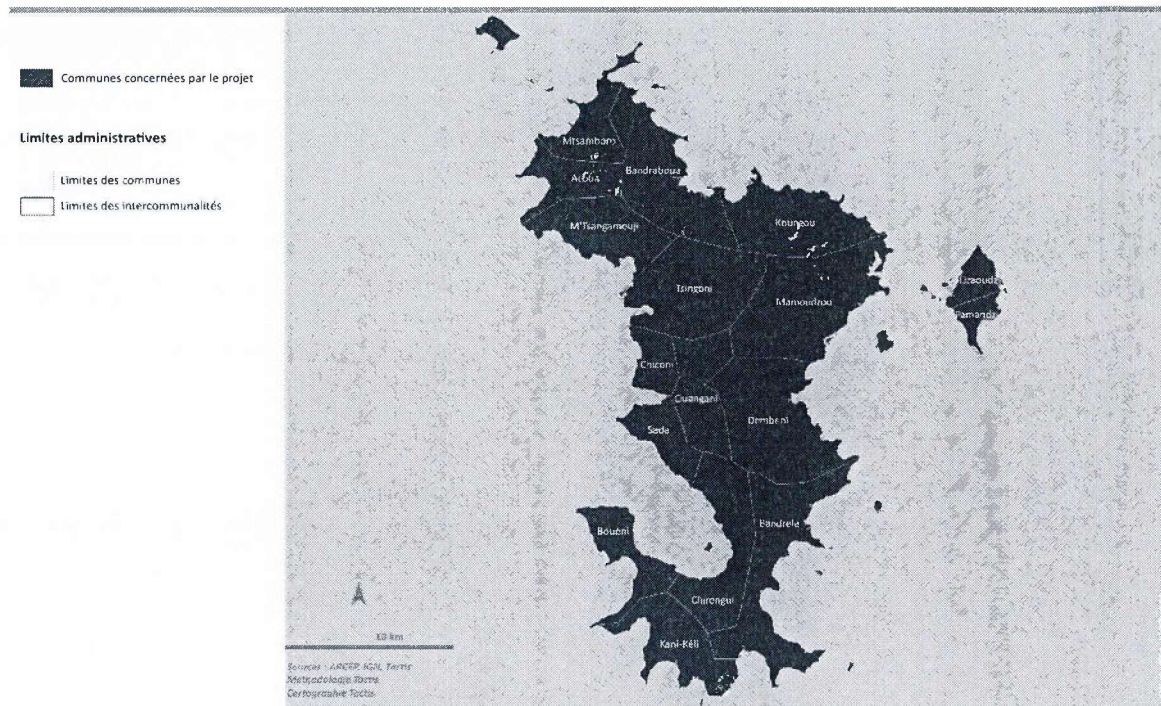 Communes concernées par le projet
Limites administratives
Limites des communes
Limites des intercommunalités
Mtsamboro
Acoua
Bandraboua
M'Tsangamouji
Koungou
Tsingoni
Mamoudzou
Dzaoudzi
Pamandzi
Chiconi
Ouangani
Sada
Dembeni
Bouéni
Bandrele
Chirongui
Kani-Kéli
10 km
Sources : ARCEP, IGN, Tactis
Méthodologie Tactis
Cartographie Tactis